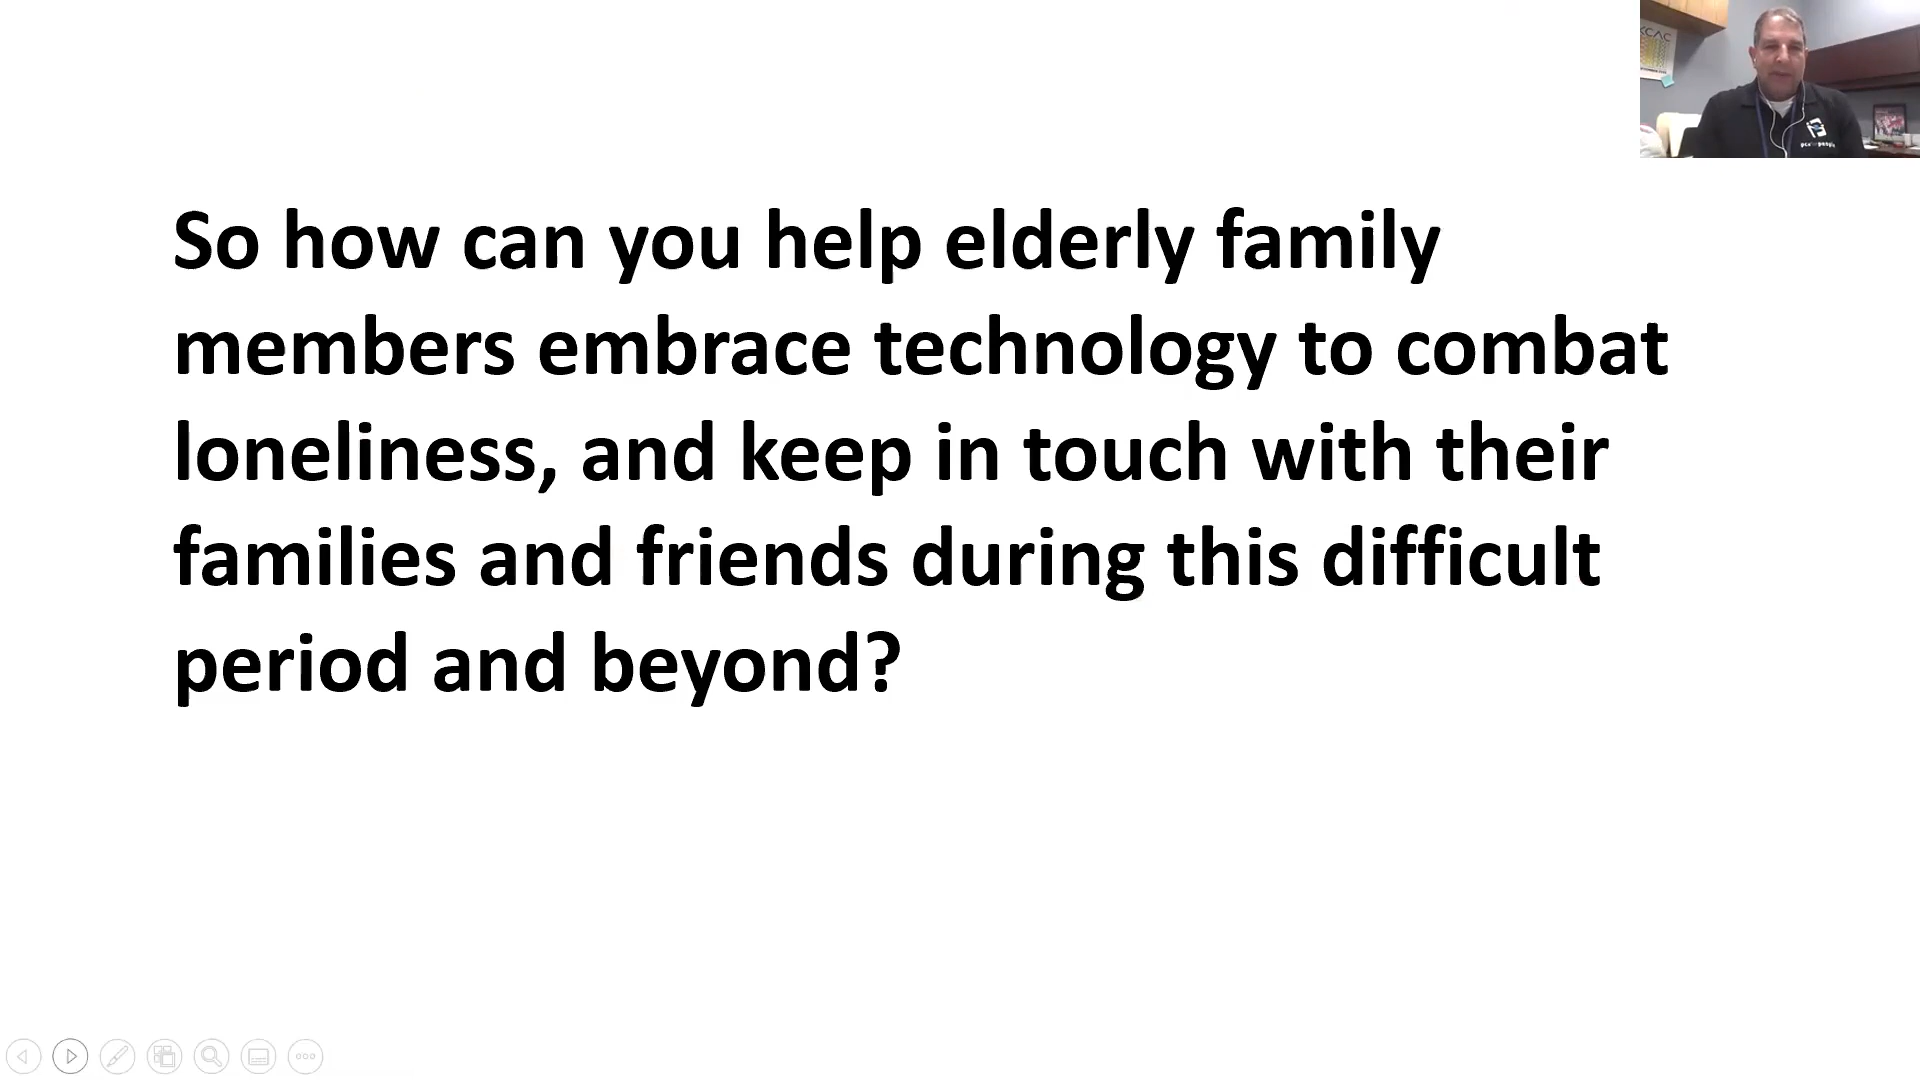 KCAC
So how can you help elderly family
members embrace technology to combat
loneliness, and keep in touch with their
families and friends during this difficult
period and beyond?